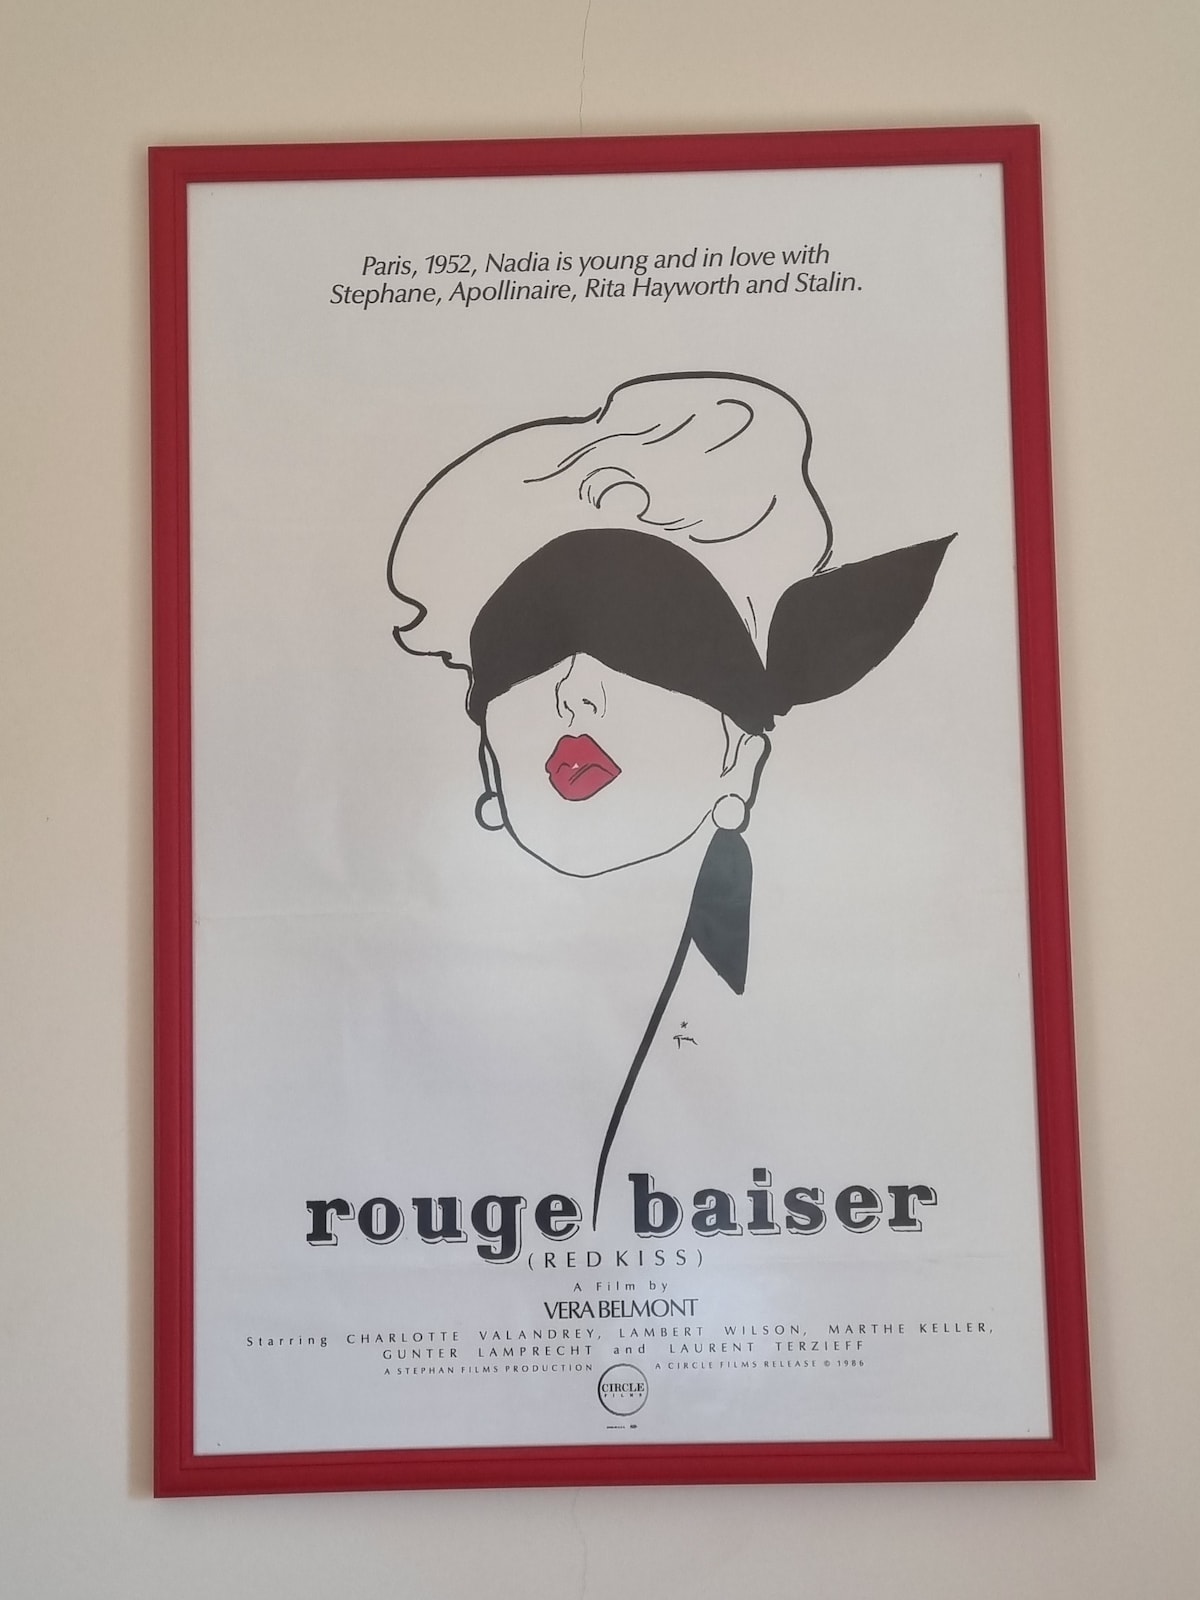 Paris, 1952, Nadia is young and in love with
Stephane, Apollinaire, Rita Hayworth and Stalin.
rouge baiser
(RED KISS)
A Film by
VERA BELMONT
Starring CHARLOTTE VALANDREY, LAMBERT WILSON, MARTHE KELLER,
GUNTER LAMPRECHT and LAURENT TERZIEFF
A STEPHAN FILMS PRODUCTION A CIRCLE FILMS RELEASE © 1986
CIRCLE
FILMS